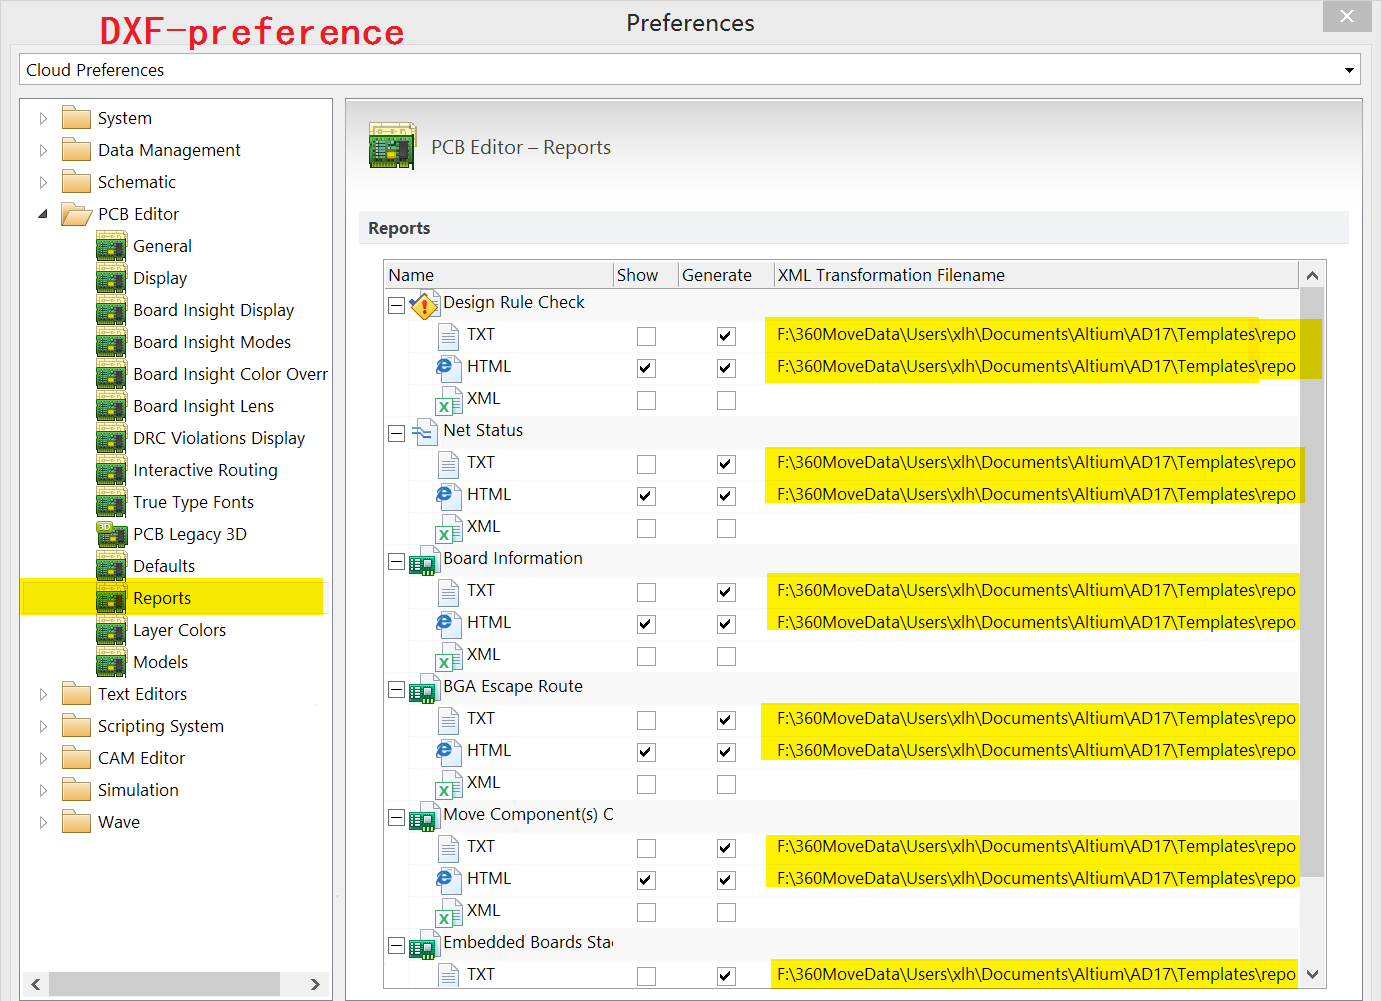 DXF-preference
Preferences
Cloud Preferences
System
Data Management
Schematic
PCB Editor
General
Display
Board Insight Display
Board Insight Modes
Board Insight Color Overr
Board Insight Lens
DRC Violations Display
Interactive Routing
True Type Fonts
PCB Legacy 3D
Defaults
Reports
Layer Colors
Models
Text Editors
Scripting System
CAM Editor
Simulation
Wave
PCB Editor – Reports
Reports
Name Show Generate XML Transformation Filename
Design Rule Check
TXT F:\360MoveData\Users\xlh\Documents\Altium\AD17\Templates\repo
HTML F:\360MoveData\Users\xlh\Documents\Altium\AD17\Templates\repo
XML
Net Status
TXT F:\360MoveData\Users\xlh\Documents\Altium\AD17\Templates\repo
HTML F:\360MoveData\Users\xlh\Documents\Altium\AD17\Templates\repo
XML
Board Information
TXT F:\360MoveData\Users\xlh\Documents\Altium\AD17\Templates\repo
HTML F:\360MoveData\Users\xlh\Documents\Altium\AD17\Templates\repo
XML
BGA Escape Route
TXT F:\360MoveData\Users\xlh\Documents\Altium\AD17\Templates\repo
HTML F:\360MoveData\Users\xlh\Documents\Altium\AD17\Templates\repo
XML
Move Component(s) O
TXT F:\360MoveData\Users\xlh\Documents\Altium\AD17\Templates\repo
HTML F:\360MoveData\Users\xlh\Documents\Altium\AD17\Templates\repo
XML
Embedded Boards Sta
TXT F:\360MoveData\Users\xlh\Documents\Altium\AD17\Templates\repo